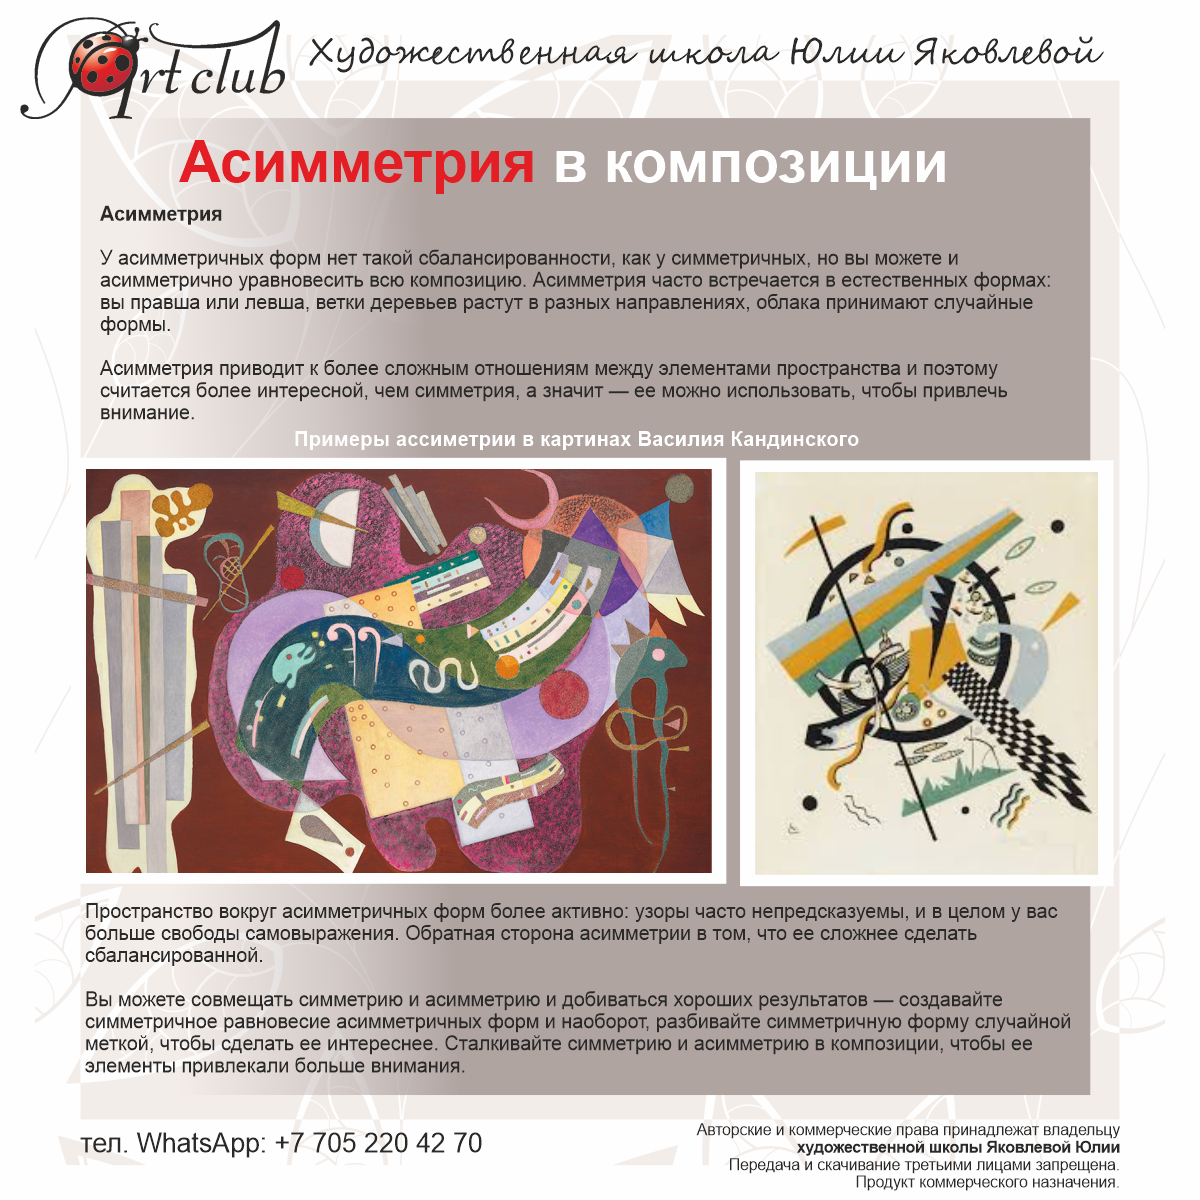 Art club
Художественная школа Юлии Яковлевой
Асимметрия в композиции
Асимметрия
У асимметричных форм нет такой сбалансированности, как у симметричных, но вы можете и
асимметрично уравновесить всю композицию. Асимметрия часто встречается в естественных формах:
вы правша или левша, ветки деревьев растут в разных направлениях, облака принимают случайные
формы.
Асимметрия приводит к более сложным отношениям между элементами пространства и поэтому
считается более интересной, чем симметрия, а значит — ее можно использовать, чтобы привлечь
внимание.
Примеры ассиметрии в картинах Василия Кандинского
Пространство вокруг асимметричных форм более активно: узоры часто непредсказуемы, и в целом у вас
больше свободы самовыражения. Обратная сторона асимметрии в том, что ее сложнее сделать
сбалансированной.
Вы можете совмещать симметрию и асимметрию и добиваться хороших результатов — создавайте
симметричное равновесие асимметричных форм и наоборот, разбивайте симметричную форму случайной
меткой, чтобы сделать ее интереснее. Сталкивайте симметрию и асимметрию в композиции, чтобы ее
элементы привлекали больше внимания.
тел. WhatsApp: +7 705 220 42 70
Авторские и коммерческие права принадлежат владельцу
художественной школы Яковлевой Юлии
Передача и скачивание третьими лицами запрещена.
Продукт коммерческого назначения.